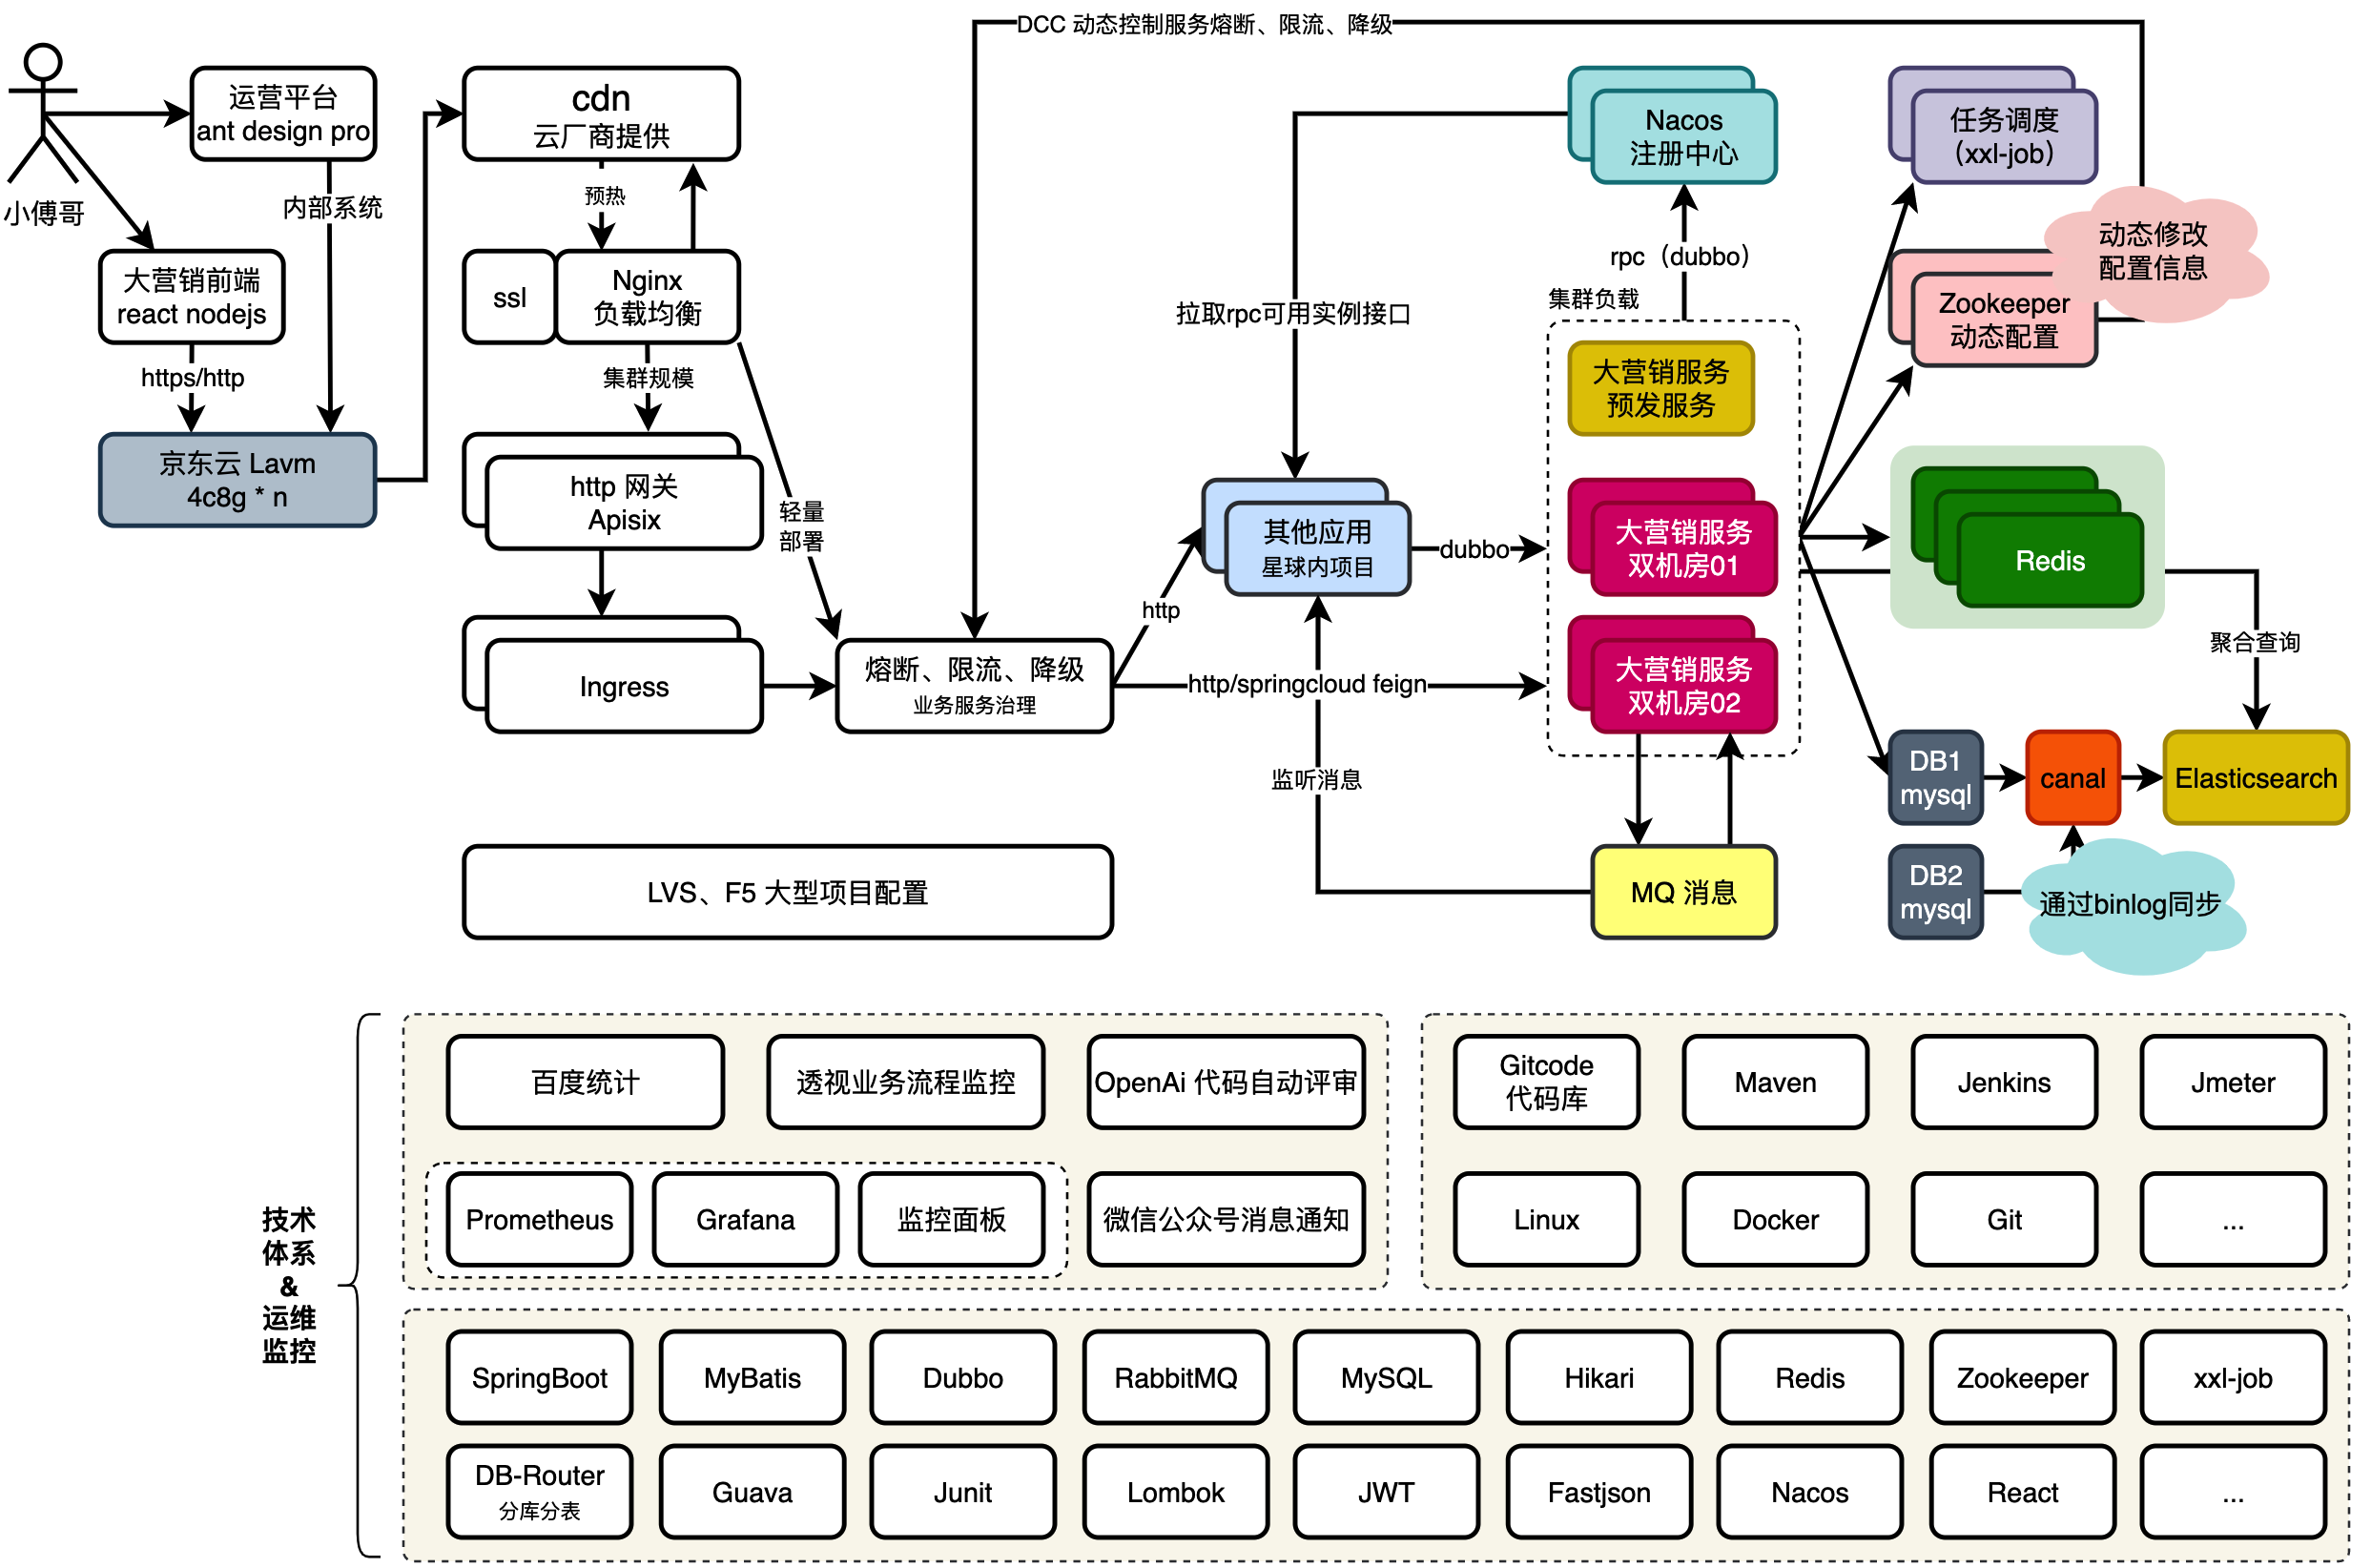 DCC 动态控制服务熔断、限流、降级
小傅哥
运营平台
ant design pro
内部系统
大营销前端
react nodejs
https/http
京东云 Lavm
4c8g * n
cdn
云厂商提供
预热
ssl
Nginx
负载均衡
集群规模
http 网关
Apisix
轻量
部署
Ingress
熔断、限流、降级
业务服务治理
LVS、F5 大型项目配置
Nacos
注册中心
rpc（dubbo）
拉取rpc可用实例接口
集群负载
大营销服务
预发服务
其他应用
星球内项目
dubbo
http
http/springcloud feign
大营销服务
双机房01
大营销服务
双机房02
监听消息
MQ 消息
任务调度
（xxl-job）
动态修改
配置信息
Zookeeper
动态配置
Redis
聚合查询
DB1
mysql
canal
Elasticsearch
DB2
mysql
通过binlog同步
技术
体系
&
运维
监控
百度统计
透视业务流程监控
OpenAi 代码自动评审
Prometheus
Grafana
监控面板
微信公众号消息通知
Gitcode
代码库
Maven
Jenkins
Jmeter
Linux
Docker
Git
...
SpringBoot
MyBatis
Dubbo
RabbitMQ
MySQL
Hikari
Redis
Zookeeper
xxl-job
DB-Router
分库分表
Guava
Junit
Lombok
JWT
Fastjson
Nacos
React
...